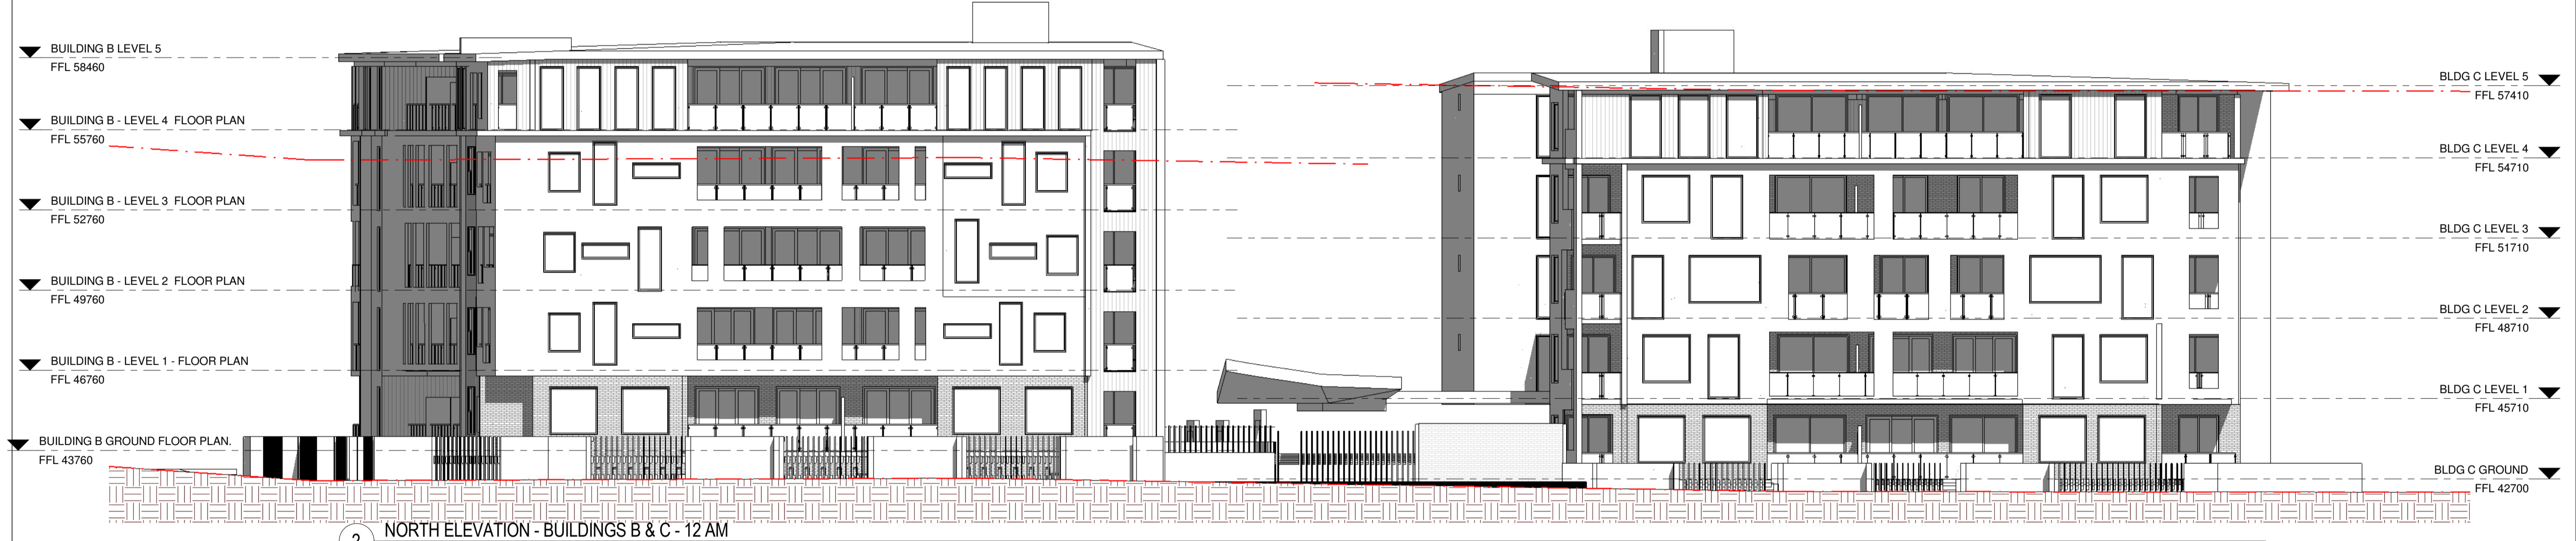 BUILDING B LEVEL 5
FFL 58460
BUILDING B - LEVEL 4  FLOOR PLAN
FFL 55760
BUILDING B - LEVEL 3  FLOOR PLAN
FFL 52760
BUILDING B - LEVEL 2  FLOOR PLAN
FFL 49760
BUILDING B - LEVEL 1 - FLOOR PLAN
FFL 46760
BUILDING B GROUND FLOOR PLAN.
FFL 43760
BLDG C LEVEL 5
FFL 57410
BLDG C LEVEL 4
FFL 54710
BLDG C LEVEL 3
FFL 51710
BLDG C LEVEL 2
FFL 48710
BLDG C LEVEL 1
FFL 45710
BLDG C GROUND
FFL 42700
2
NORTH ELEVATION - BUILDINGS B & C - 12 AM